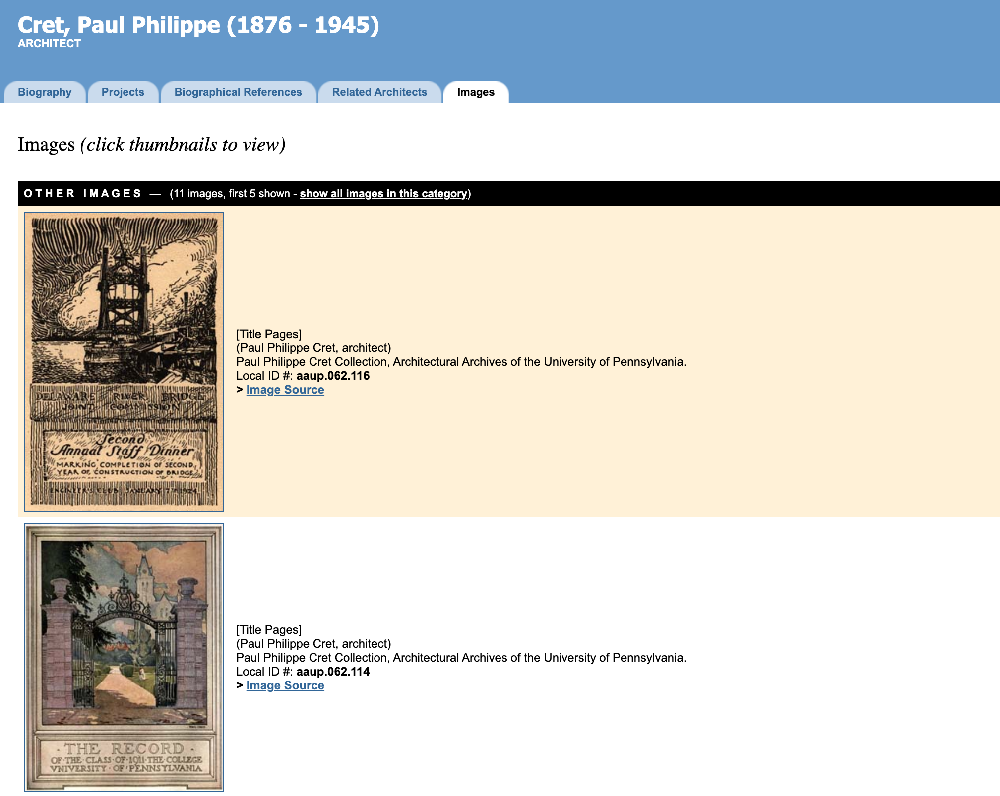 Cret, Paul Philippe (1876 - 1945)
ARCHITECT
Biography
Projects
Biographical References
Related Architects
Images
Images (click thumbnails to view)
OTHER IMAGES — (11 images, first 5 shown - show all images in this category)
DELAWARE RIVER BRIDGE
JOINT COMMISSION
Second
Annual Staff Dinner
MARKING COMPLETION OF SECOND
YEAR OF CONSTRUCTION OF BRIDGE
ENGINEER'S CLUB JANUARY 7TH 1924
[Title Pages]
(Paul Philippe Cret, architect)
Paul Philippe Cret Collection, Architectural Archives of the University of Pennsylvania.
Local ID #: aaup.062.116
> Image Source
· THE RECORD ·
OF·THE·CLASS·OF·1911·THE·COLLEGE
VNIVERSITY·OF·PENNSYLVANIA
[Title Pages]
(Paul Philippe Cret, architect)
Paul Philippe Cret Collection, Architectural Archives of the University of Pennsylvania.
Local ID #: aaup.062.114
> Image Source